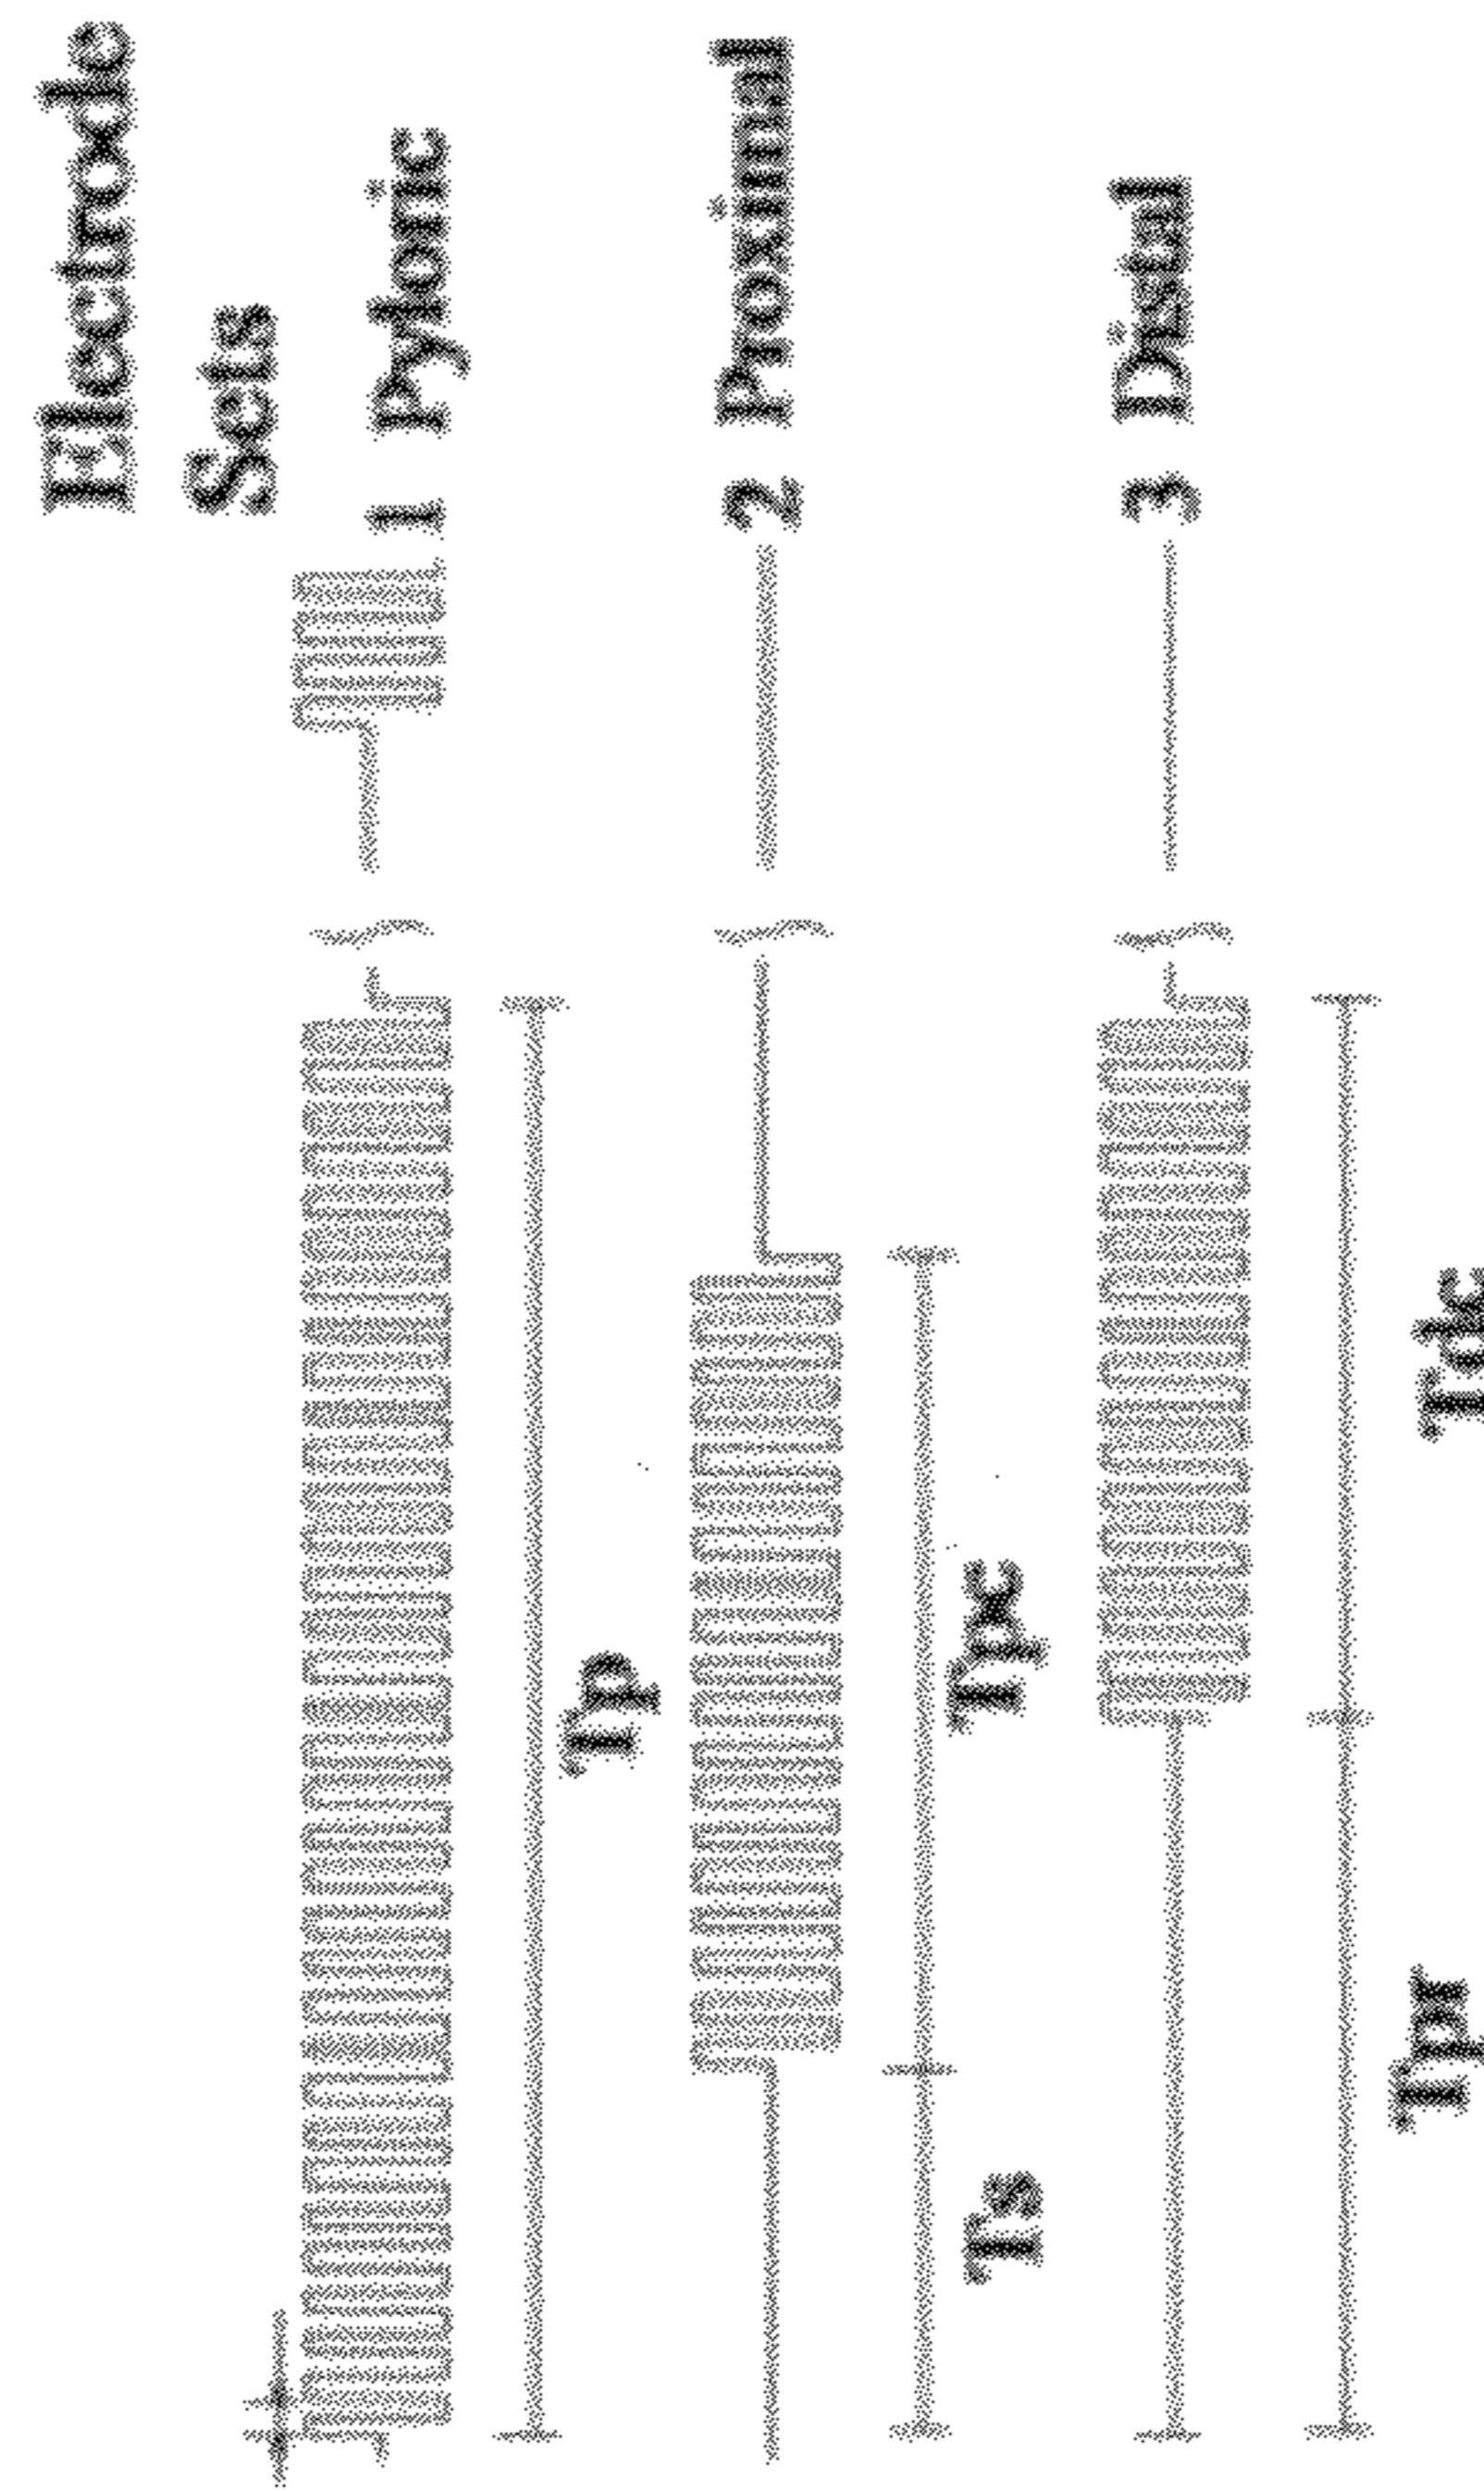 Electrode
Sets
1 Pyloric
Tp
2 Proximal
Ts
Tpc
3 Distal
Tpr
Tdc